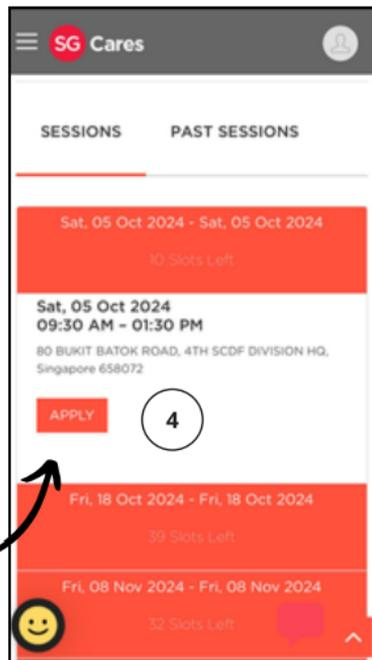 SG Cares
SESSIONS PAST SESSIONS
Sat, 05 Oct 2024 - Sat, 05 Oct 2024
10 Slots Left
Sat, 05 Oct 2024
09:30 AM – 01:30 PM
80 BUKIT BATOK ROAD, 4TH SCDF DIVISION HQ,
Singapore 658072
APPLY 4
Fri, 18 Oct 2024 - Fri, 18 Oct 2024
39 Slots Left
Fri, 08 Nov 2024 - Fri, 08 Nov 2024
32 Slots Left